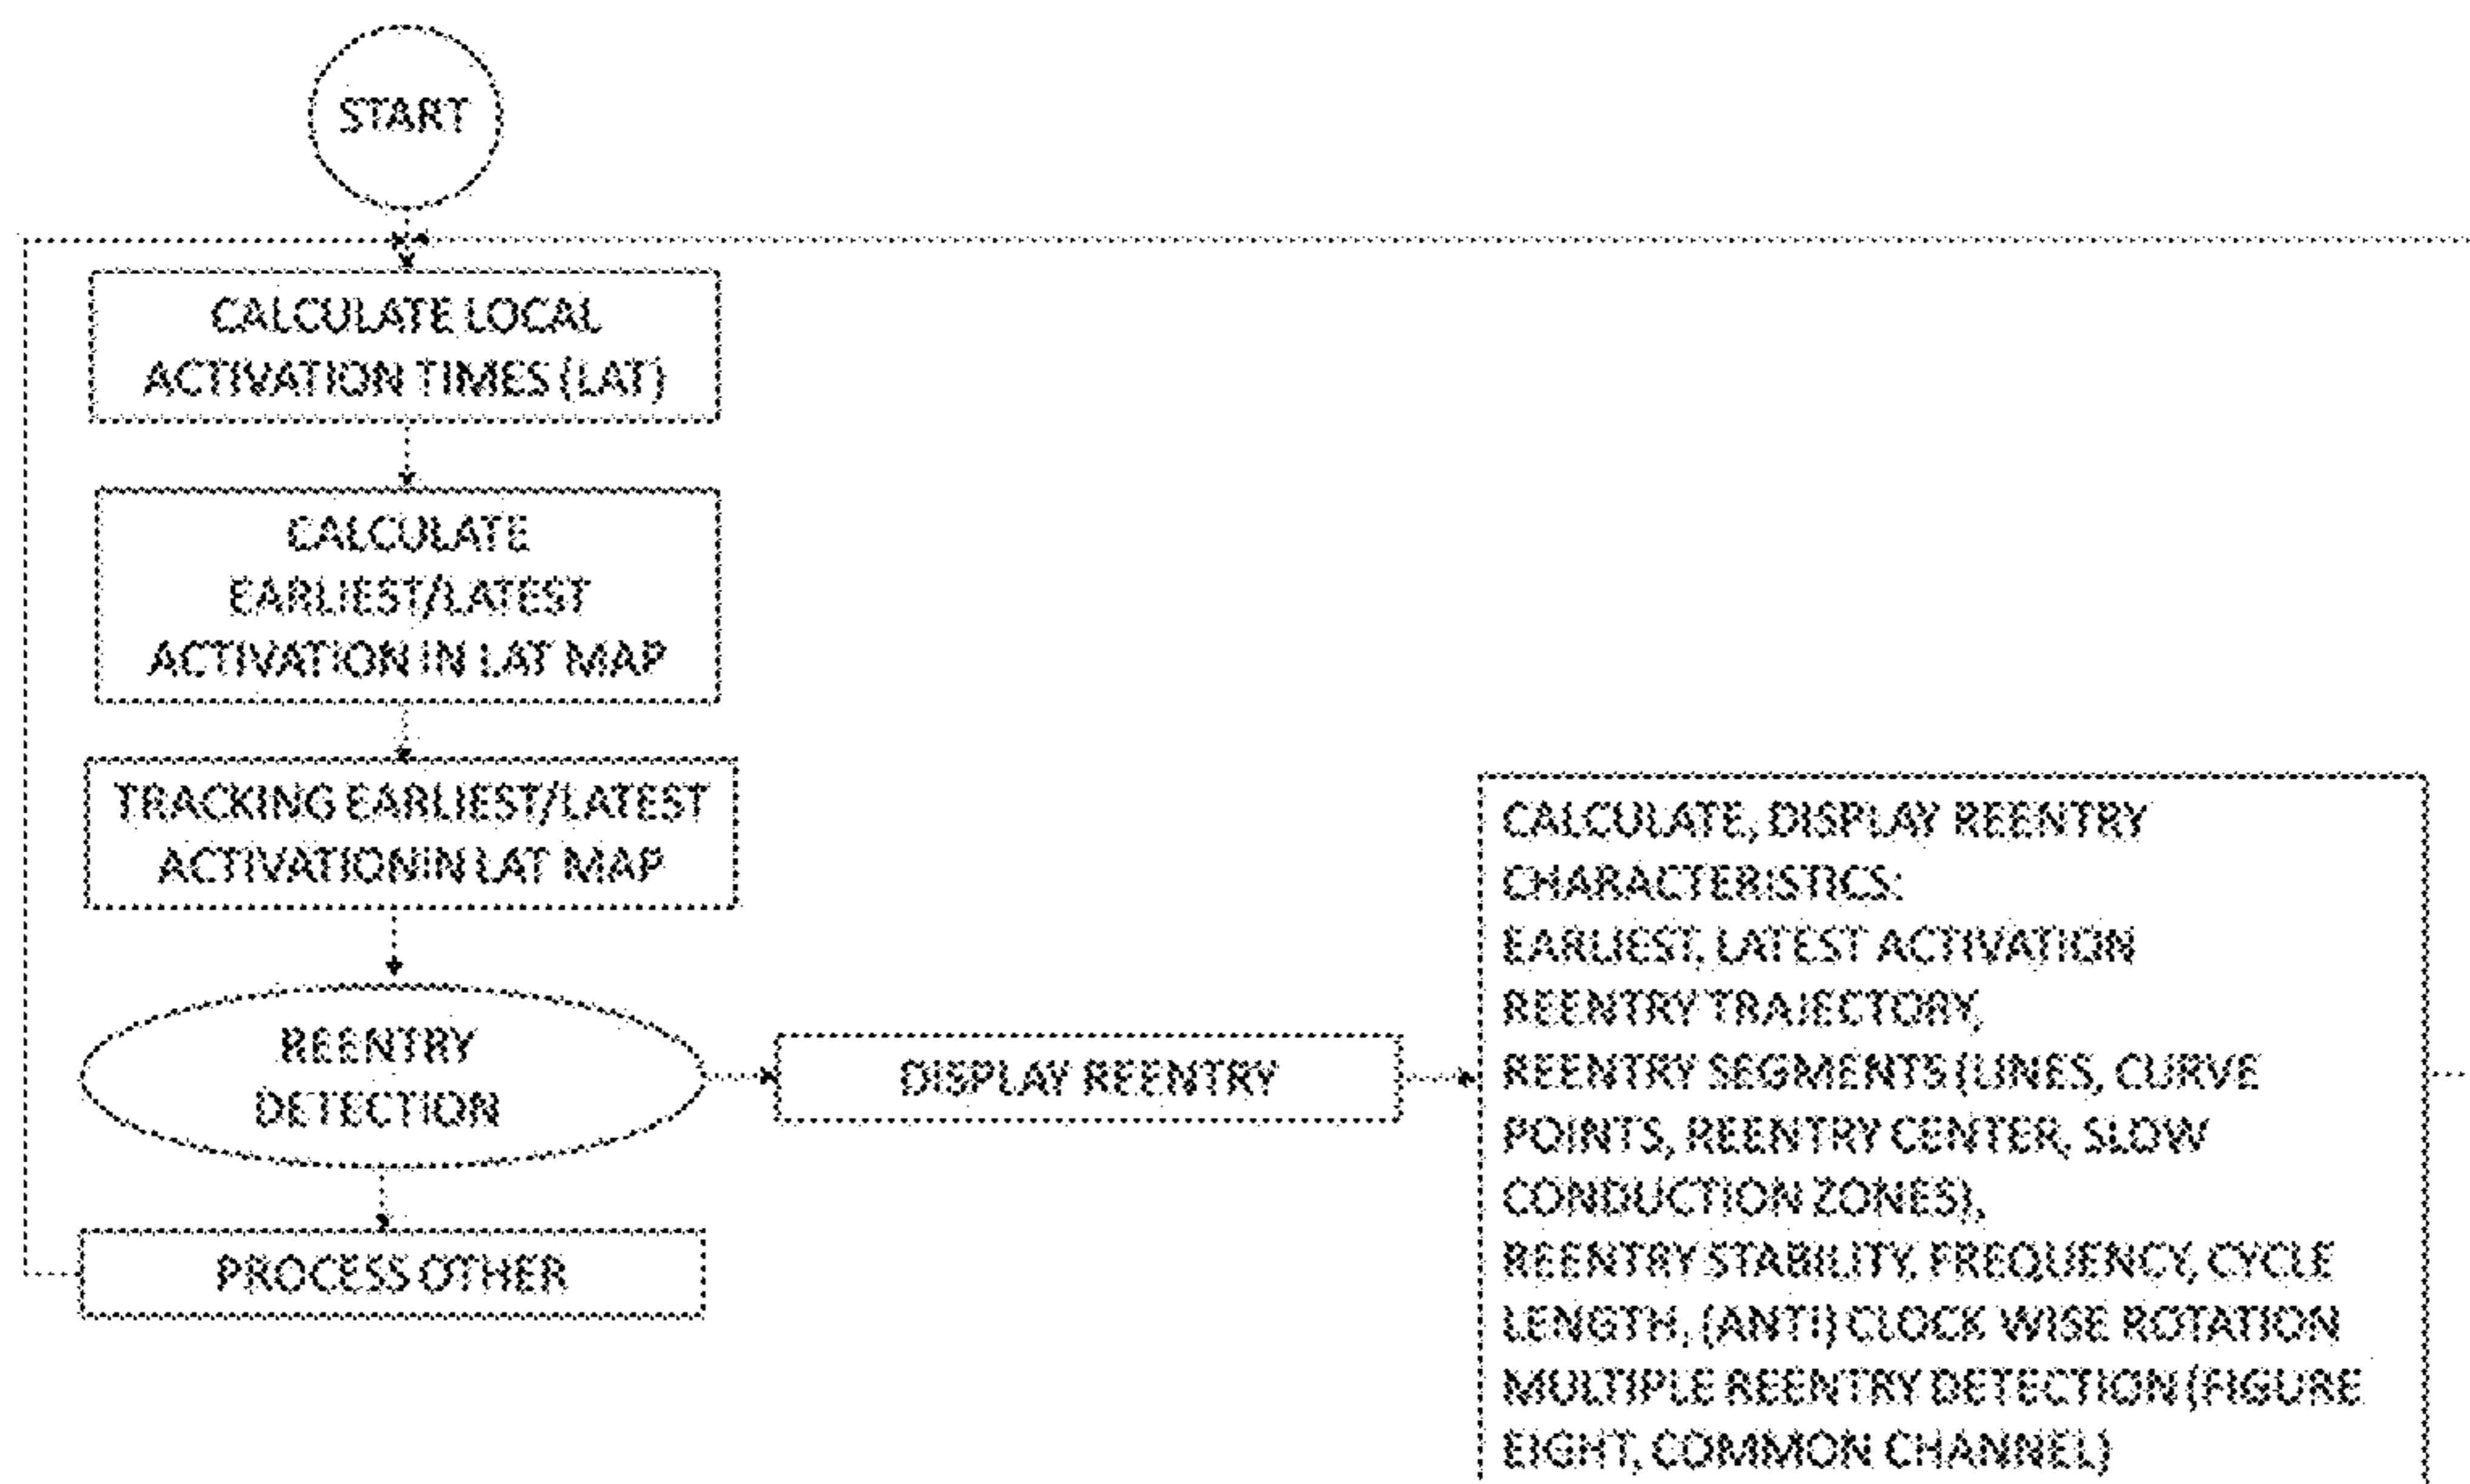 START
CALCULATE LOCAL
ACTIVATION TIMES (LAT)
CALCULATE
EARLIEST/LATEST
ACTIVATION IN LAT MAP
TRACKING EARLIEST/LATEST
ACTIVATIONIN LAT MAP
REENTRY
DETECTION
DISPLAY REENTRY
PROCESS OTHER
CALCULATE, DISPLAY REENTRY
CHARACTERISTICS:
EARLIEST, LATEST ACTIVATION
REENTRY TRAJECTORY,
REENTRY SEGMENTS (LINES, CURVE
POINTS, REENTRY CENTER, SLOW
CONDUCTION ZONES),
REENTRY STABILITY, FREQUENCY, CYCLE
LENGTH, (ANTI) CLOCK WISE ROTATION
MULTIPLE REENTRY DETECTION (FIGURE
EIGHT, COMMON CHANNEL)